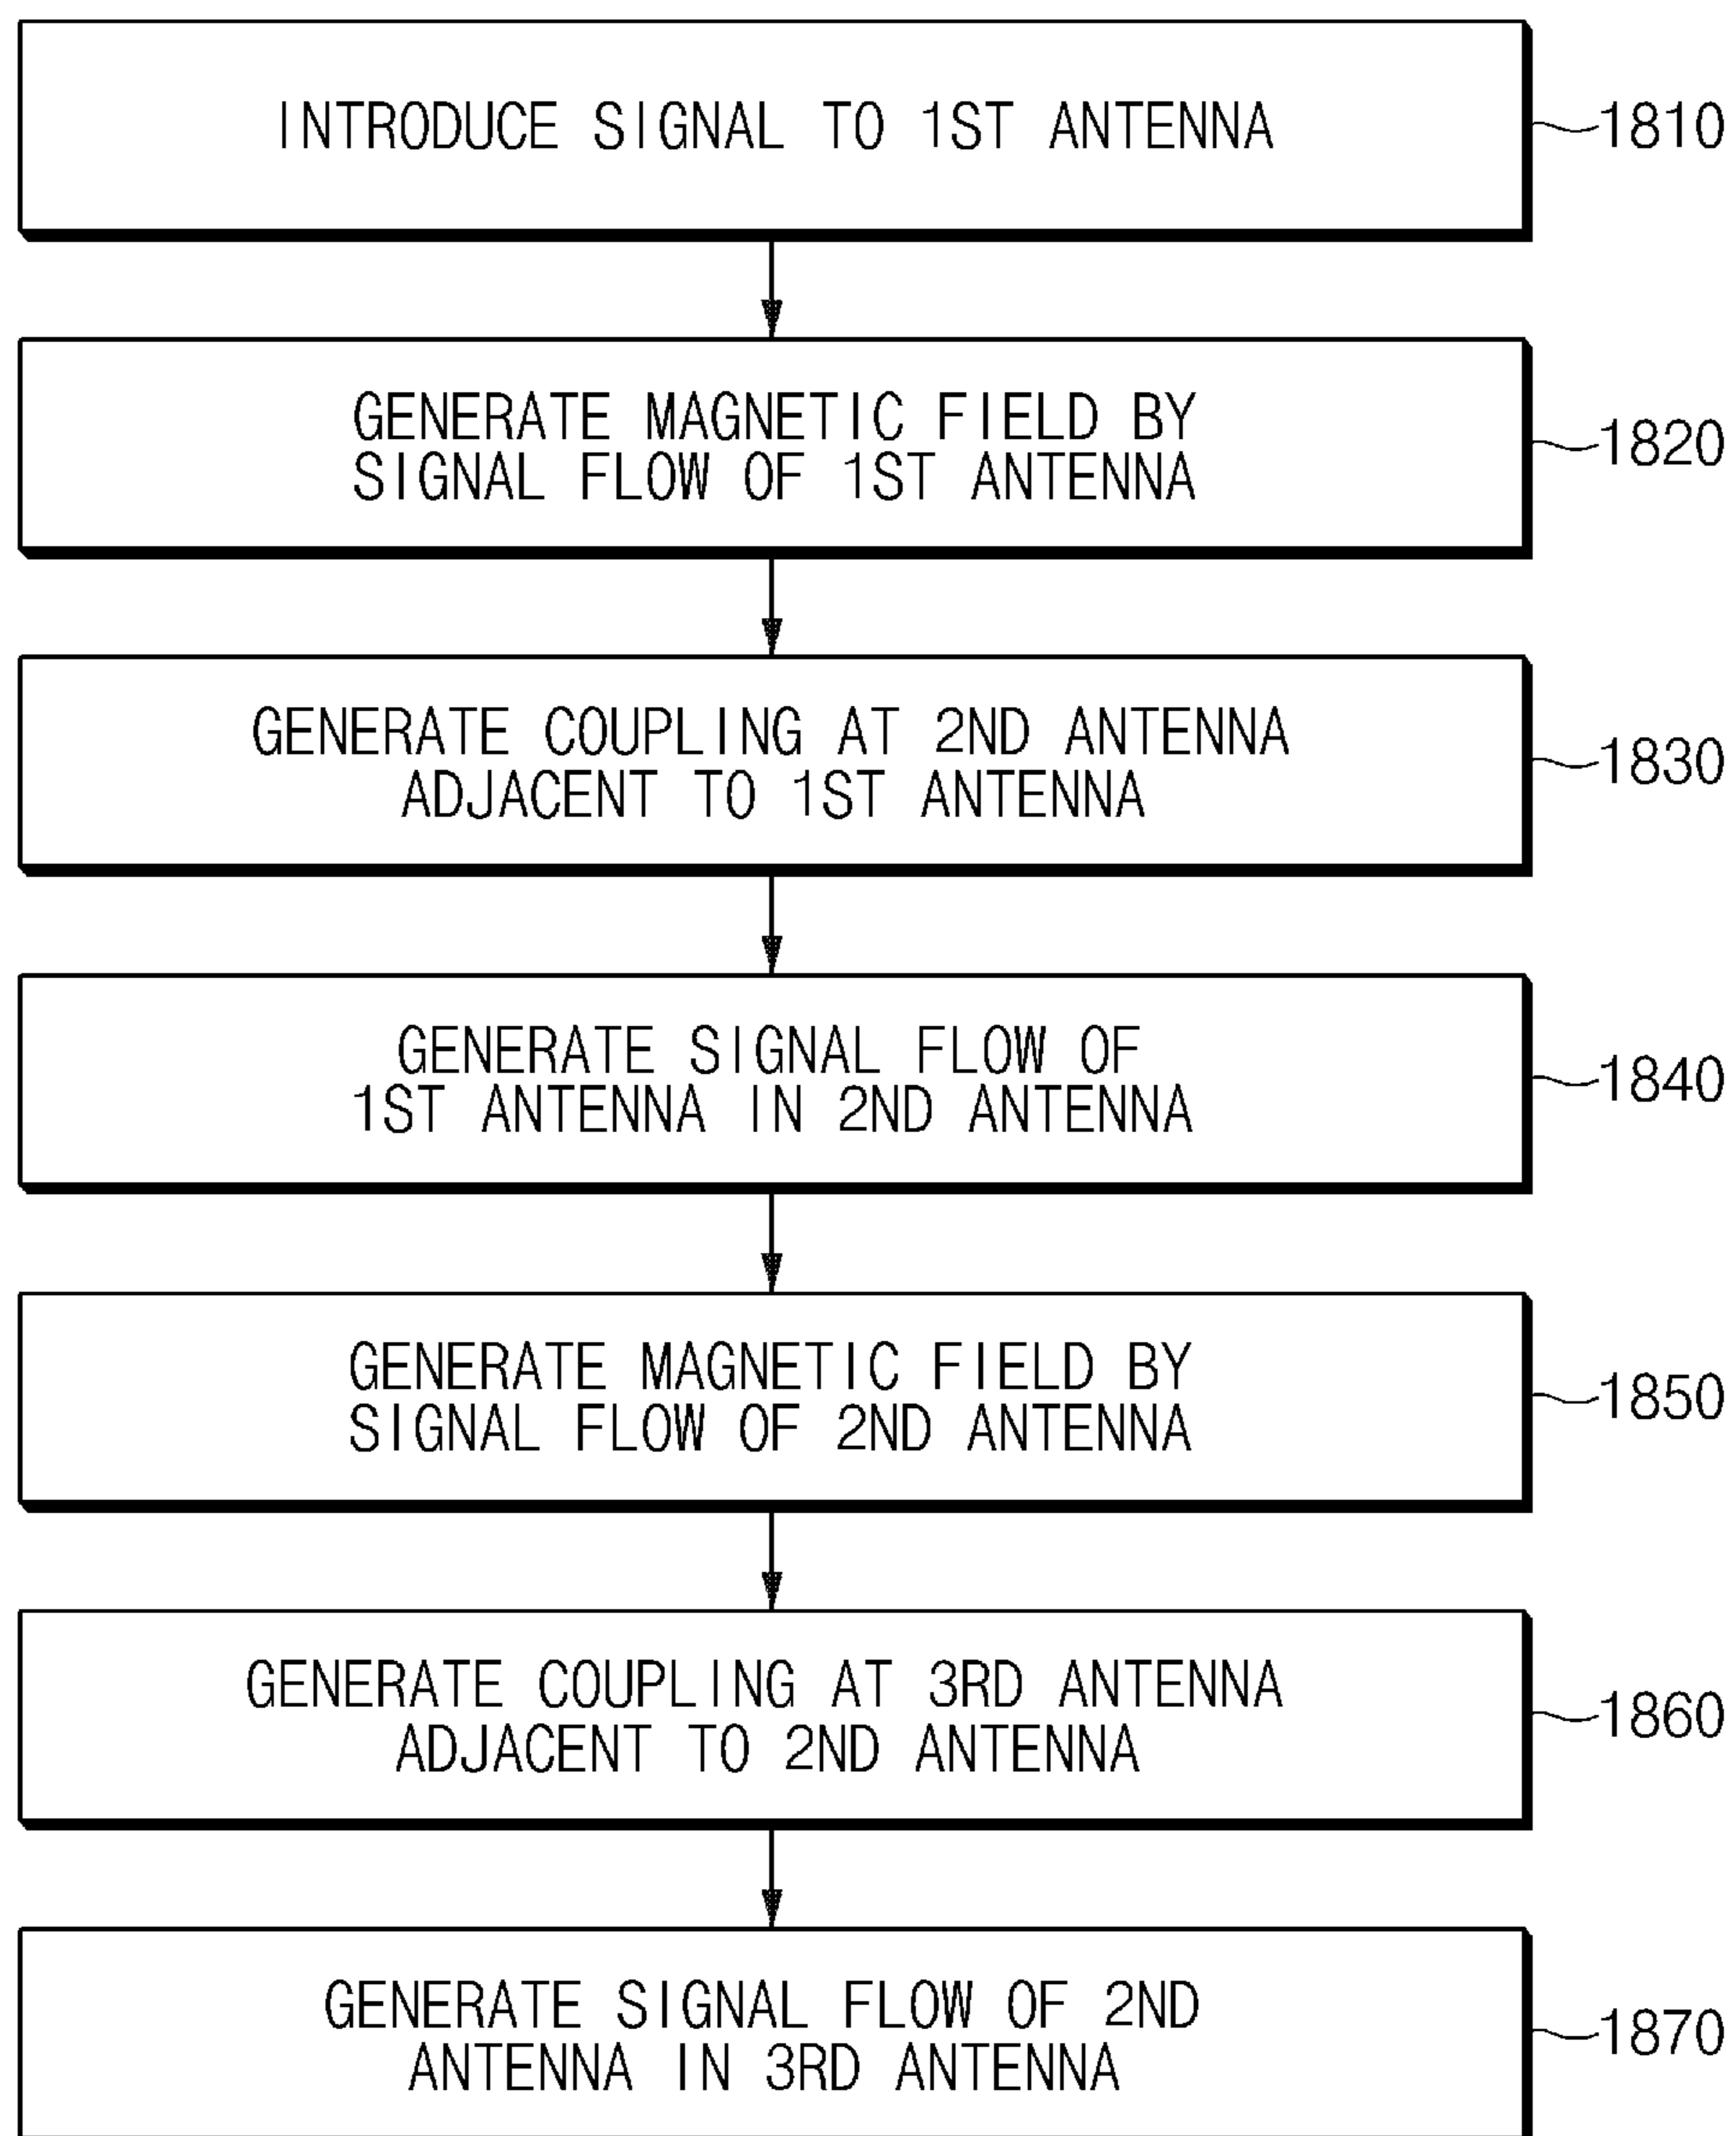 INTRODUCE SIGNAL TO 1ST ANTENNA
1810
GENERATE MAGNETIC FIELD BY
SIGNAL FLOW OF 1ST ANTENNA
1820
GENERATE COUPLING AT 2ND ANTENNA
ADJACENT TO 1ST ANTENNA
1830
GENERATE SIGNAL FLOW OF
1ST ANTENNA IN 2ND ANTENNA
1840
GENERATE MAGNETIC FIELD BY
SIGNAL FLOW OF 2ND ANTENNA
1850
GENERATE COUPLING AT 3RD ANTENNA
ADJACENT TO 2ND ANTENNA
1860
GENERATE SIGNAL FLOW OF 2ND
ANTENNA IN 3RD ANTENNA
1870